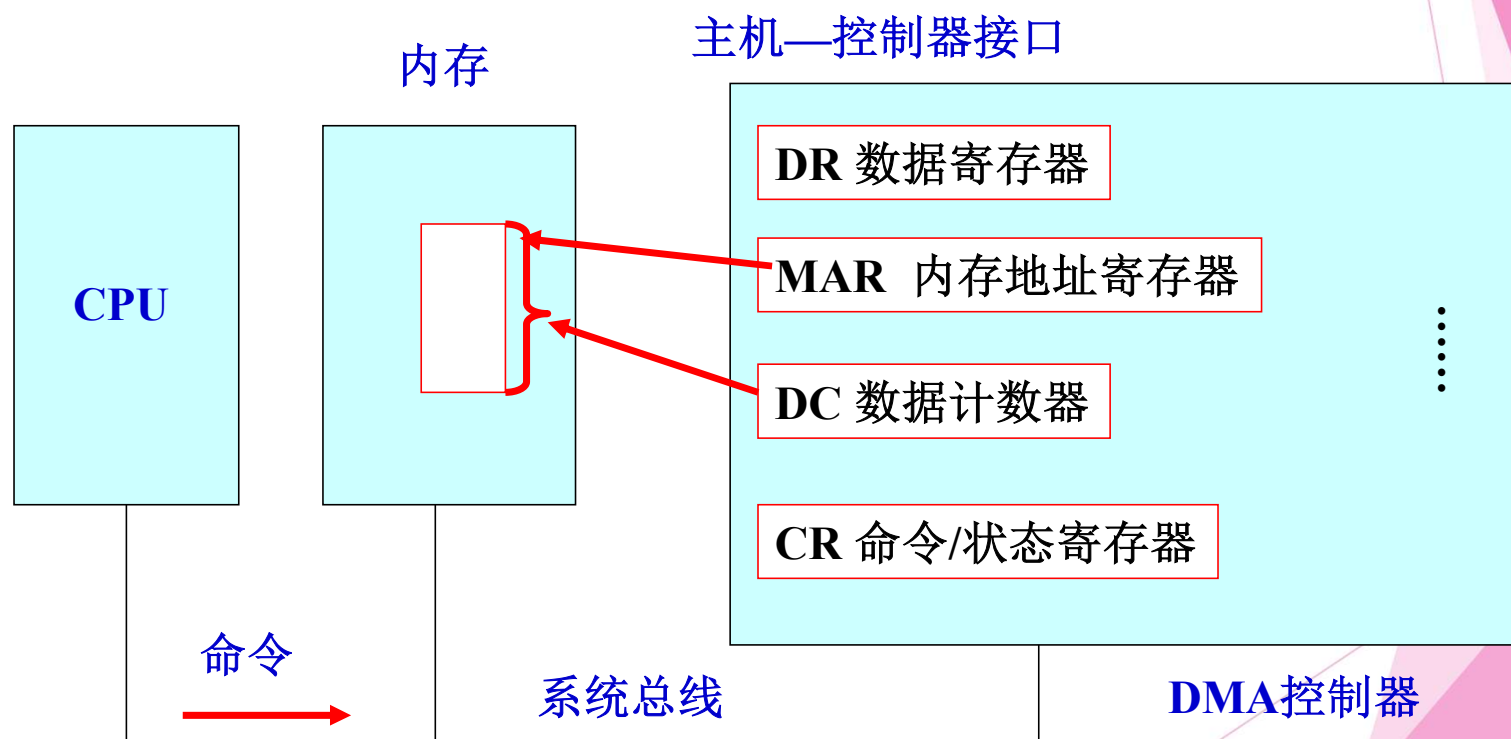 主机—控制器接口
内存
CPU
DR 数据寄存器
MAR 内存地址寄存器
DC 数据计数器
CR 命令/状态寄存器
命令
系统总线
DMA控制器